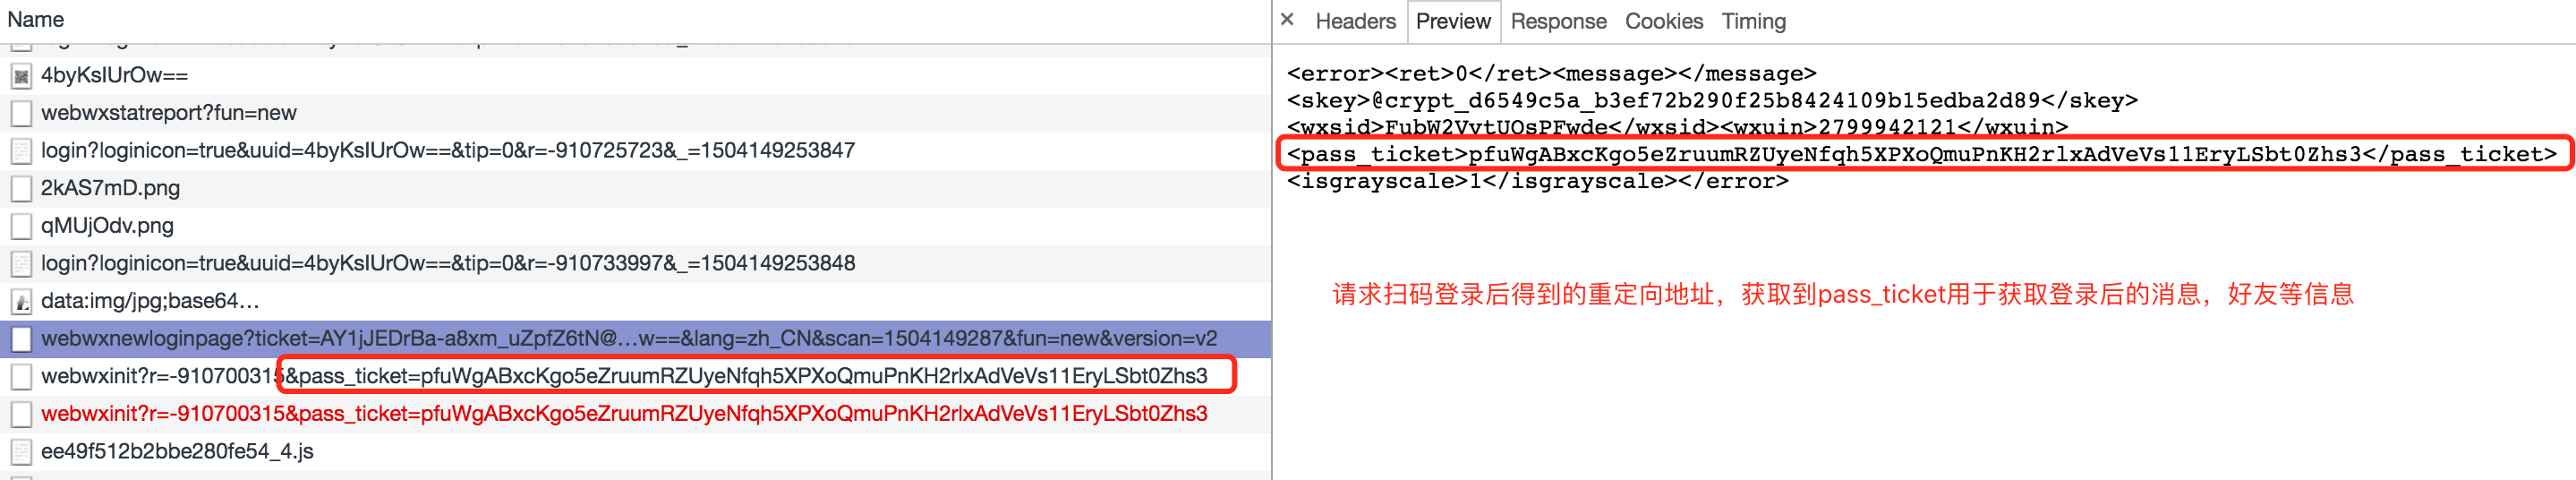 Name
4byKsIUrOw==
webwxstatreport?fun=new
login?loginicon=true&uuid=4byKsIUrOw==&tip=0&r=-910725723&_=1504149253847
2kAS7mD.png
qMUjOdv.png
login?loginicon=true&uuid=4byKsIUrOw==&tip=0&r=-910733997&_=1504149253848
data:img/jpg;base64…
webwxnewloginpage?ticket=AY1jJEDrBa-a8xm_uZpfZ6tN@…w==&lang=zh_CN&scan=1504149287&fun=new&version=v2
webwxinit?r=-910700315&pass_ticket=pfuWgABxcKgo5eZruumRZUyeNfqh5XPXoQmuPnKH2rlxAdVeVs11EryLSbt0Zhs3
webwxinit?r=-910700315&pass_ticket=pfuWgABxcKgo5eZruumRZUyeNfqh5XPXoQmuPnKH2rlxAdVeVs11EryLSbt0Zhs3
ee49f512b2bbe280fe54_4.js
× Headers Preview Response Cookies Timing
<error><ret>0</ret><message></message>
<skey>@crypt_d6549c5a_b3ef72b290f25b8424109b15edba2d89</skey>
<wxsid>FubW2VvtUOsPFwde</wxsid><wxuin>2799942121</wxuin>
<pass_ticket>pfuWgABxcKgo5eZruumRZUyeNfqh5XPXoQmuPnKH2rlxAdVeVs11EryLSbt0Zhs3</pass_ticket>
<isgrayscale>1</isgrayscale></error>
请求扫码登录后得到的重定向地址，获取到pass_ticket用于获取登录后的消息，好友等信息